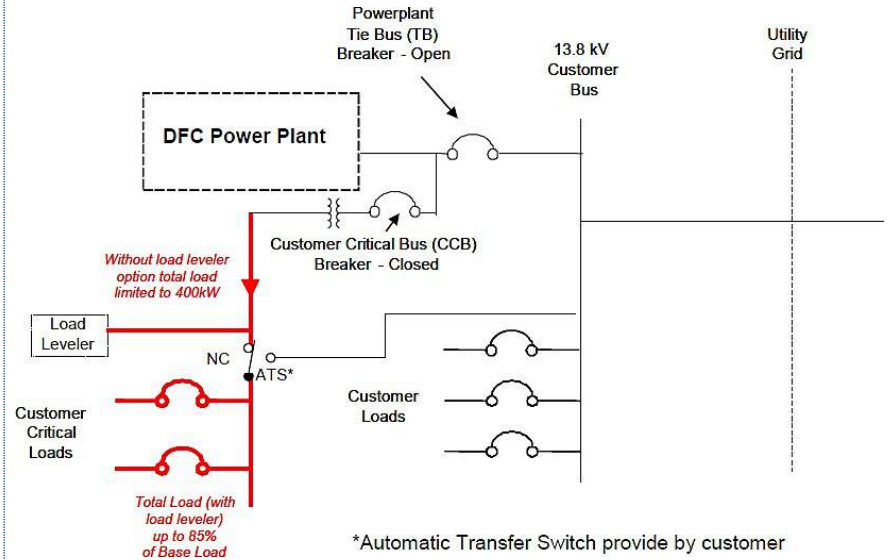 Powerplant
Tie Bus (TB)
Breaker - Open
13.8 kV
Customer
Bus
Utility
Grid
DFC Power Plant
Customer Critical Bus (CCB)
Breaker - Closed
Without load leveler
option total load
limited to 400kW
Load
Leveler
NC
ATS*
Customer
Loads
Customer
Critical
Loads
Total Load (with
load leveler)
up to 85%
of Base Load
*Automatic Transfer Switch provide by customer